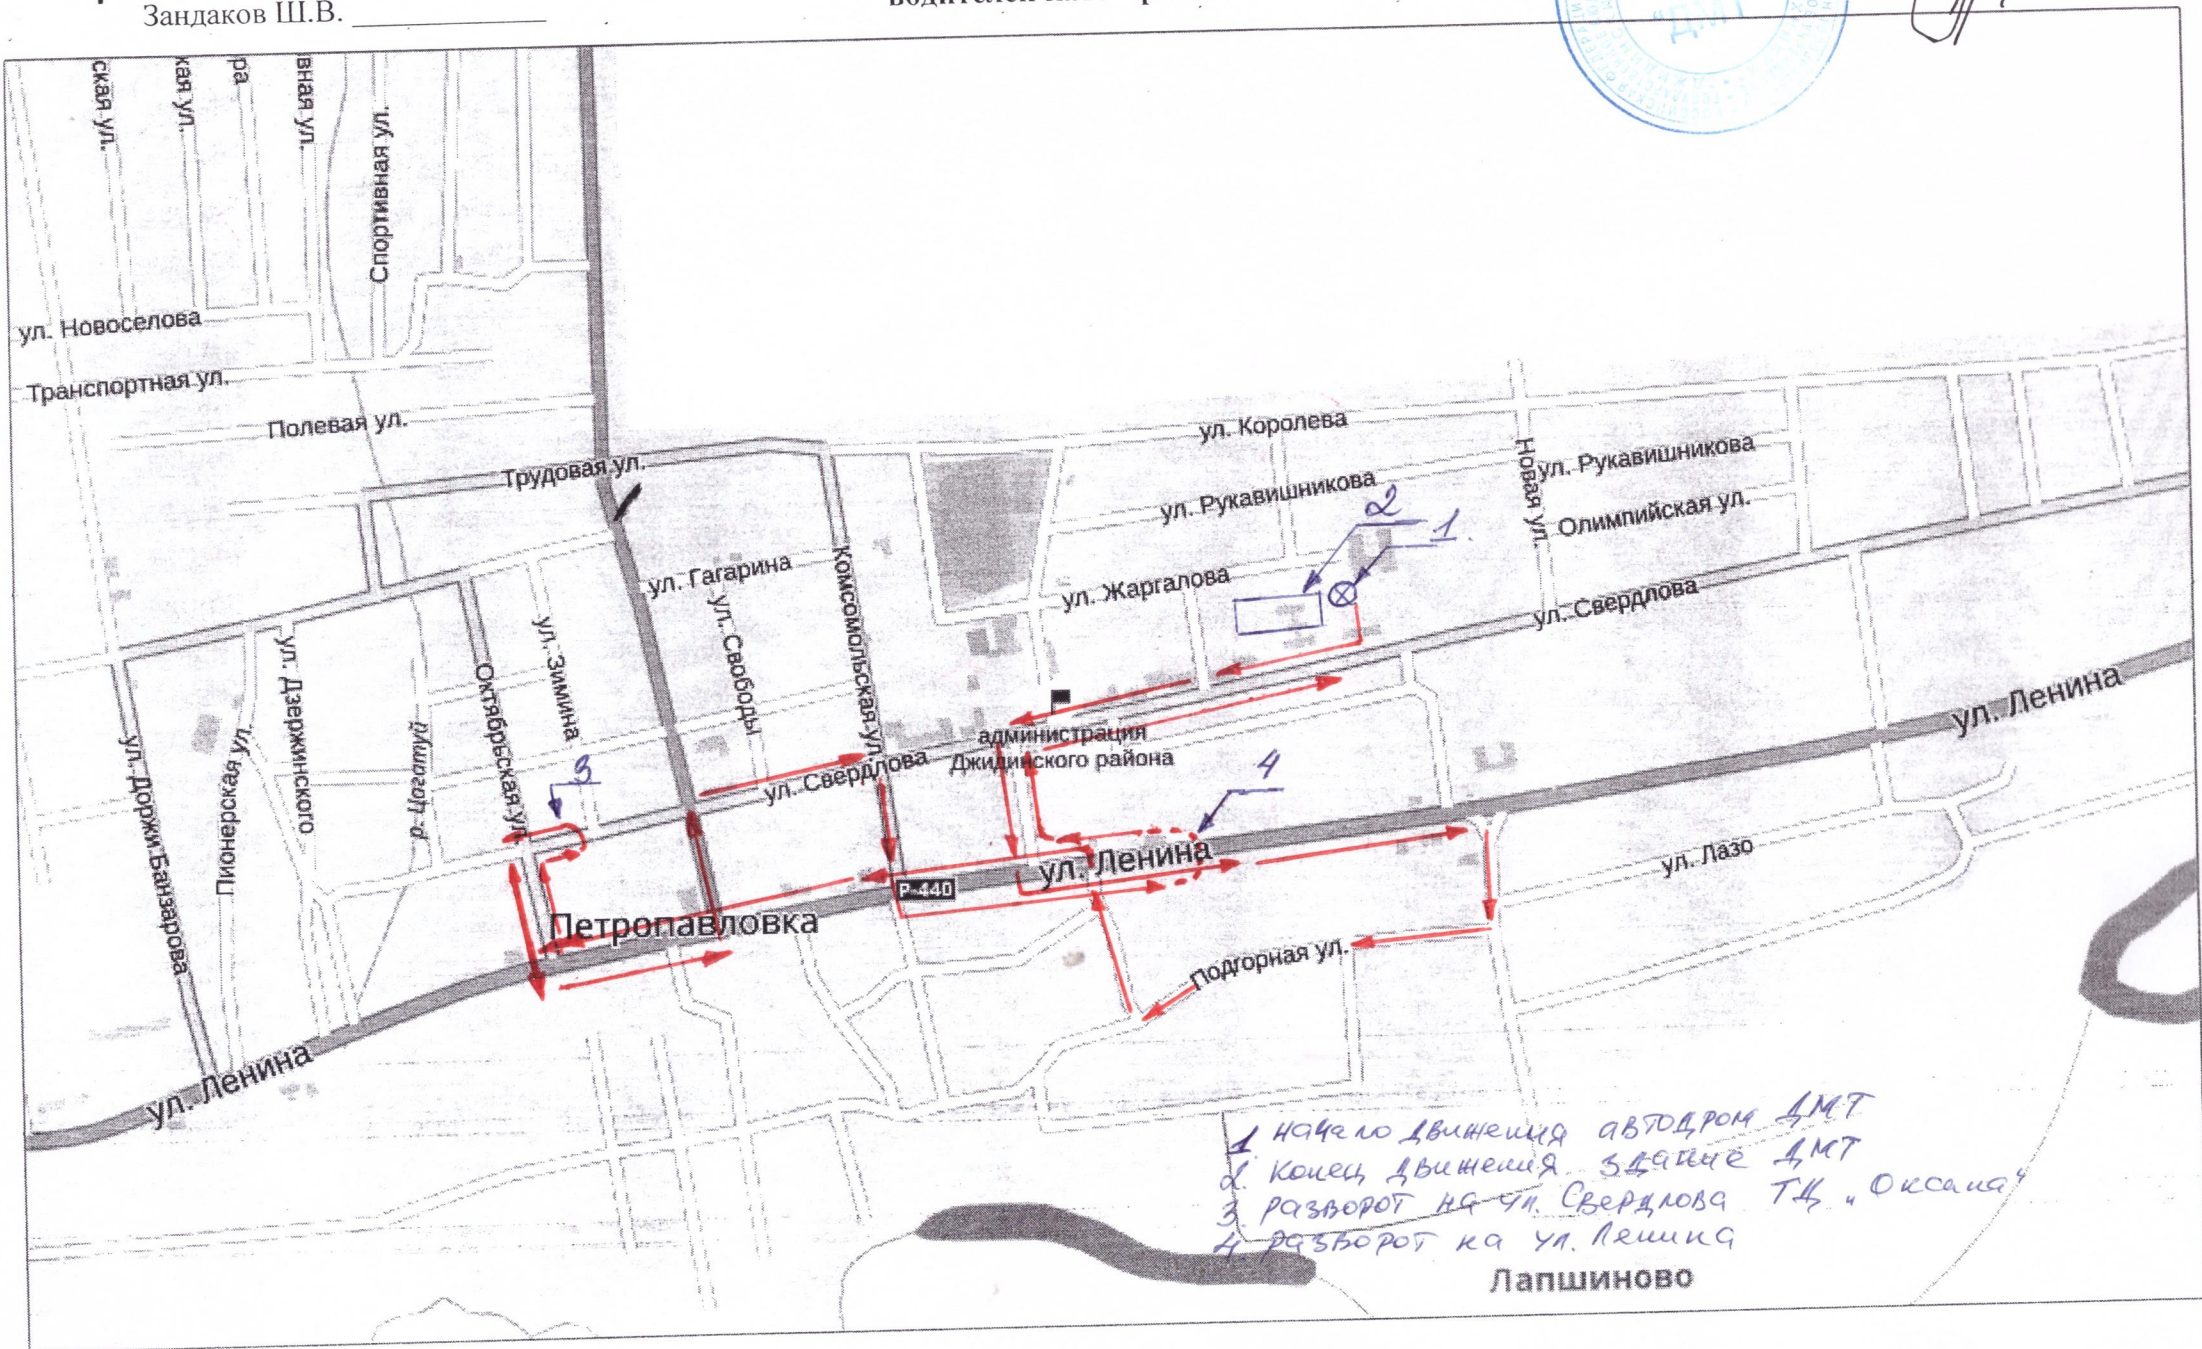 Зандаков Ш.В.
"ДМТ"
ская ул.
кая ул.
ра
вная ул.
Спортивная ул.
ул. Новоселова
Транспортная ул.
Полевая ул.
Трудовая ул.
ул. Королева
ул. Рукавишникова
Новая ул.
ул. Рукавишникова
Олимпийская ул.
2
1.
ул. Гагарина
ул. Свободы
Комсомольская ул.
ул. Жаргалова
ул. Свердлова
ул. Дзержинского
Октябрьская ул.
ул. Зимина
ул. Доржи Банзарова
Пионерская ул.
р. Цагатуй
3
ул. Свердлова
администрация
Джидинского района
4
ул. Ленина
ул. Ленина
Р-440
ул. Лазо
Петропавловка
Подгорная ул.
ул. Ленина
1 начало движения автодром ДМТ
2. конец движения здание ДМТ
3 разворот на ул. Свердлова ТЦ „Оксана"
4 разворот на ул. Ленина
Лапшиново